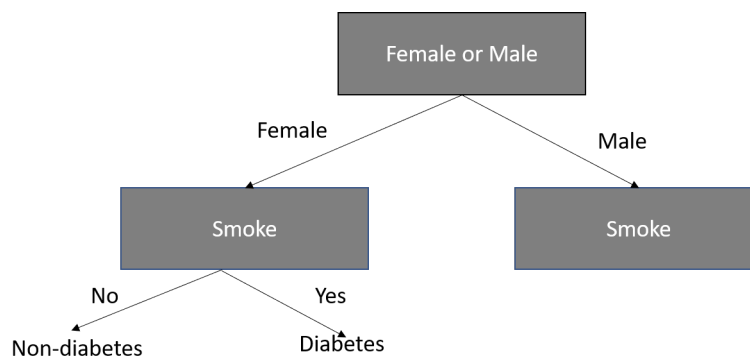 Female or Male
Female
Male
Smoke
Smoke
No
Yes
Non-diabetes
Diabetes